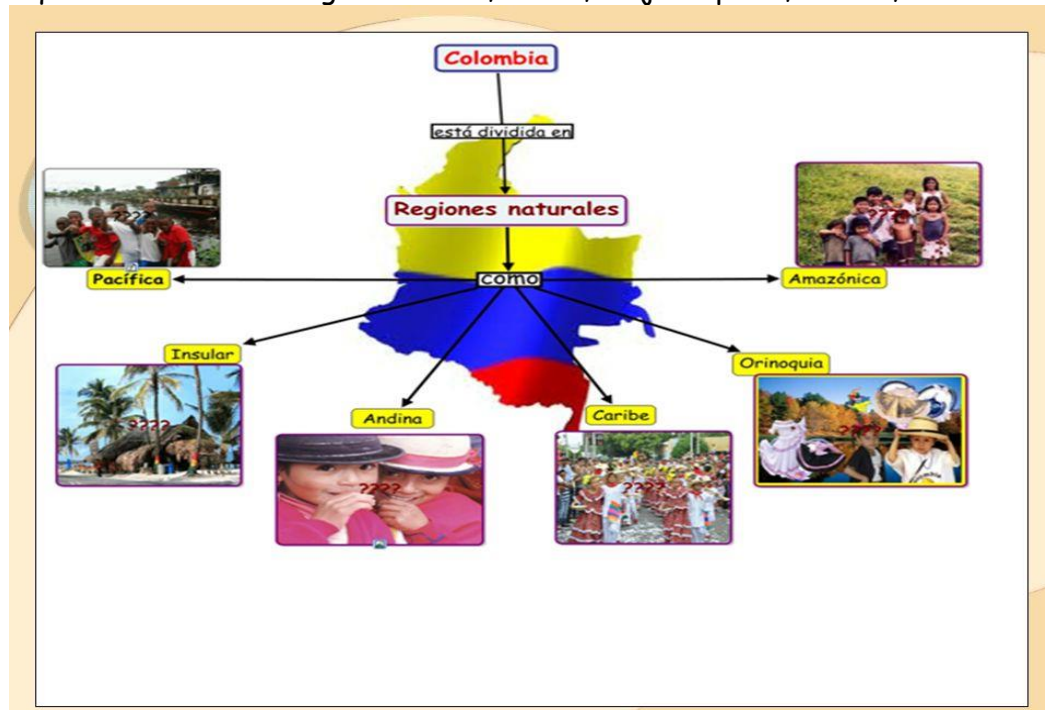 Colombia
está dividida en
Regiones naturales
como
????
Pacífica
????
Amazónica
Insular
????
Orinoquia
????
Andina
????
Caribe
????